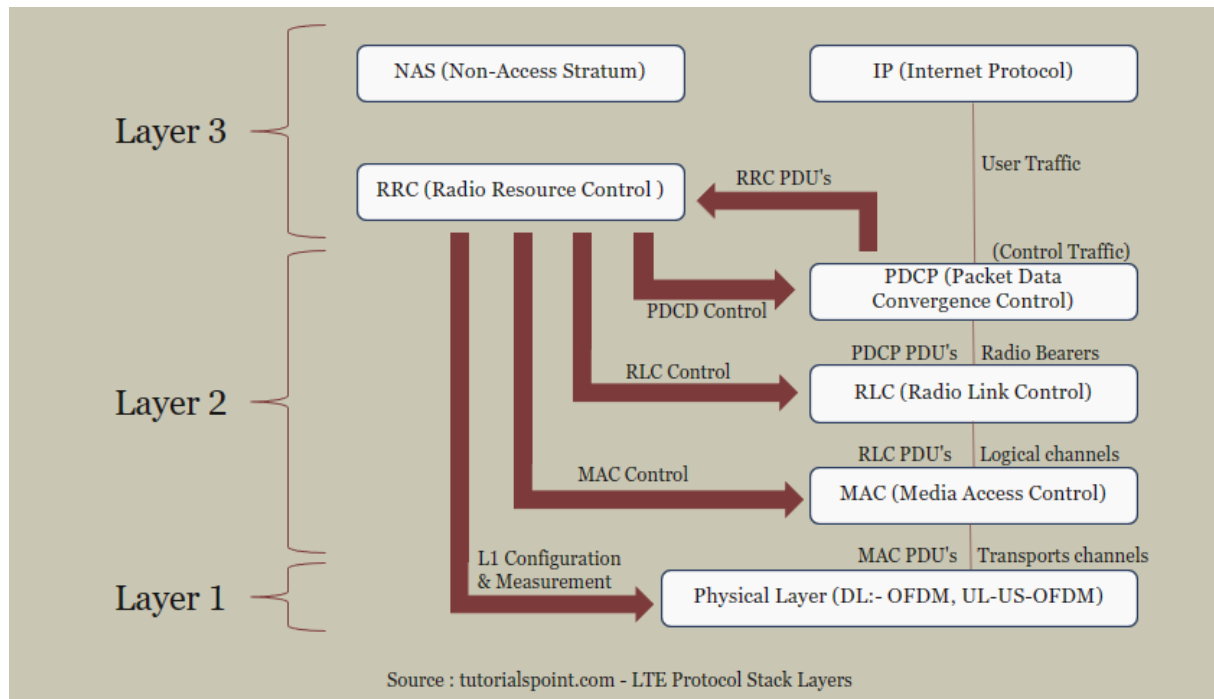 NAS (Non-Access Stratum)
IP (Internet Protocol)
Layer 3
User Traffic
RRC PDU's
RRC (Radio Resource Control )
(Control Traffic)
PDCP (Packet Data
Convergence Control)
PDCD Control
PDCP PDU's
Radio Bearers
RLC Control
RLC (Radio Link Control)
Layer 2
RLC PDU's
Logical channels
MAC Control
MAC (Media Access Control)
MAC PDU's
Transports channels
L1 Configuration
& Measurement
Layer 1
Physical Layer (DL:- OFDM, UL-US-OFDM)
Source : tutorialspoint.com - LTE Protocol Stack Layers